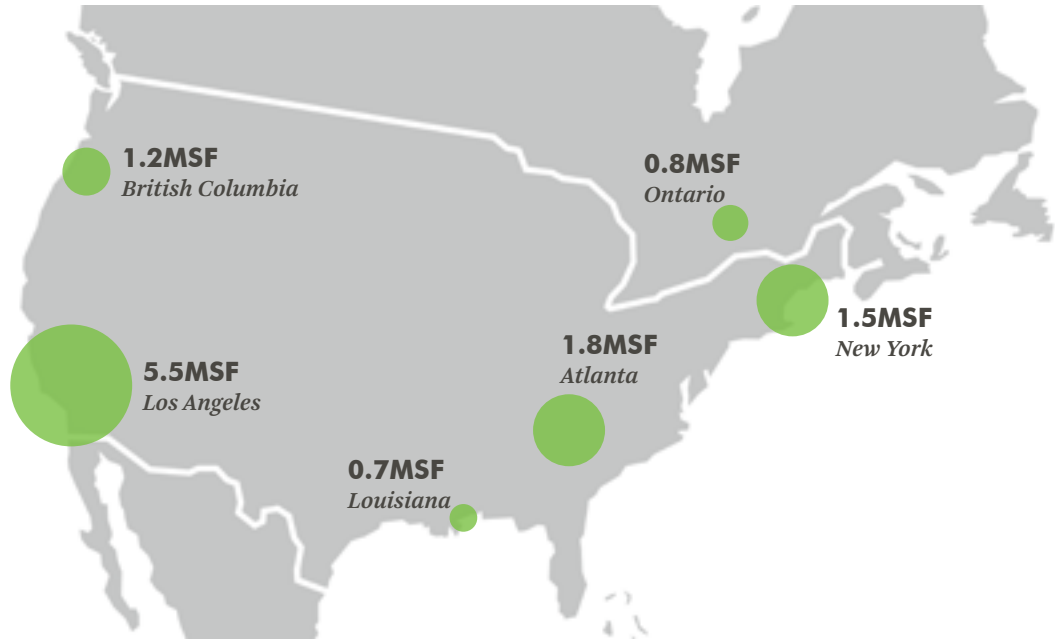 1.2MSF
British Columbia
0.8MSF
Ontario
1.5MSF
New York
1.8MSF
Atlanta
5.5MSF
Los Angeles
0.7MSF
Louisiana